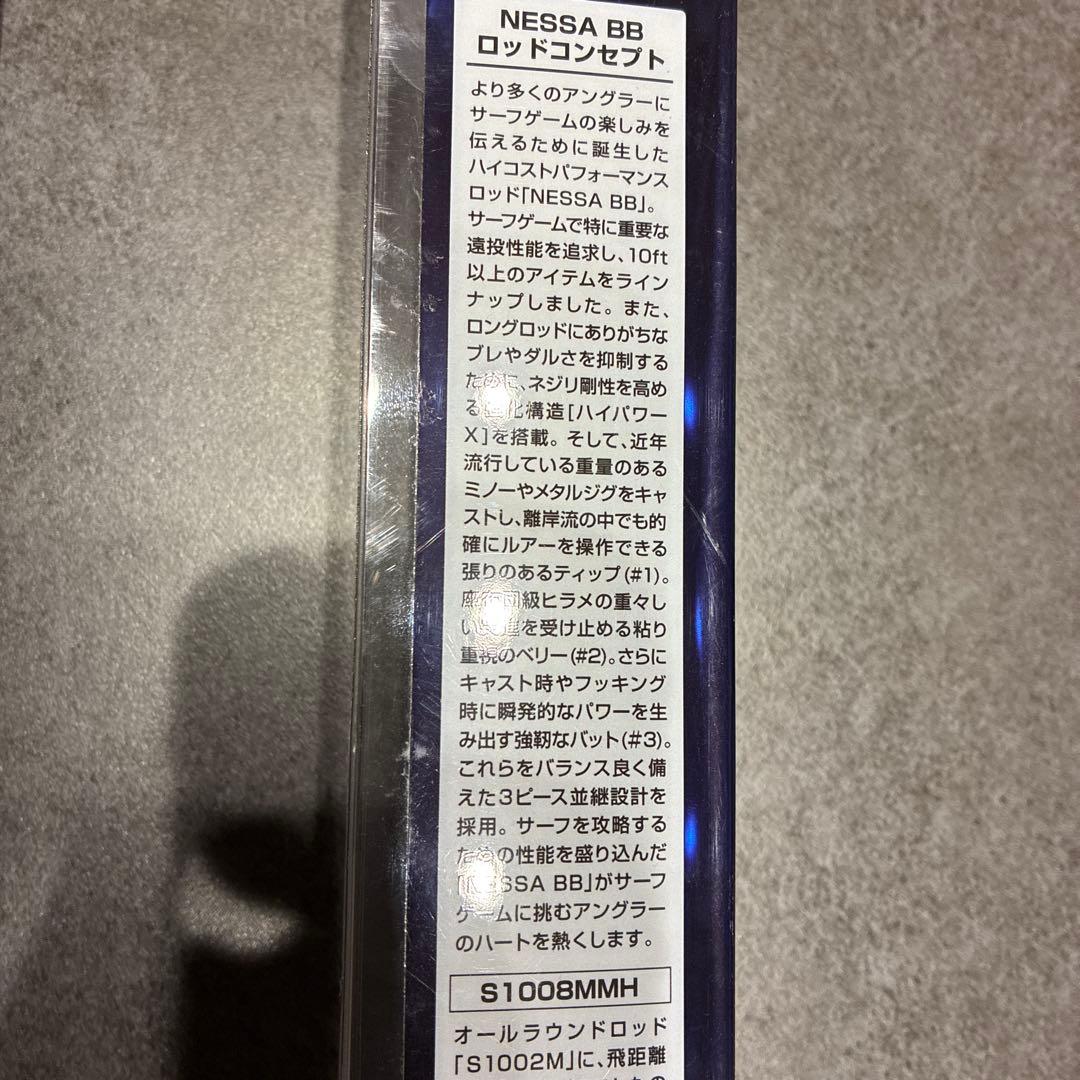 NESSA BB
ロッドコンセプト
より多くのアングラーに
サーフゲームの楽しみを
伝えるために誕生した
ハイコストパフォーマンス
ロッド「NESSA BB」。
サーフゲームで特に重要な
遠投性能を追求し、10ft
以上のアイテムをライン
ナップしました。また、
ロングロッドにありがちな
ブレやダルさを抑制する
ために、ネジリ剛性を高め
る強化構造[ハイパワー
X]を搭載。そして、近年
流行している重量のある
ミノーやメタルジグをキャ
ストし、離岸流の中でも的
確にルアーを操作できる
張りのあるティップ(#1)。
座布団級ヒラメの重々し
い を受け止める粘り
重視のベリー(#2)。さらに
キャスト時やフッキング
時に瞬発的なパワーを生
み出す強靭なバット(#3)。
これらをバランス良く備
えた3ピース並継設計を
採用。サーフを攻略する
ための性能を盛り込んだ
「NESSA BB」がサーフ
ゲームに挑むアングラー
のハートを熱くします。
S1008MMH
オールラウンドロッド
「S1002M」に、飛距離